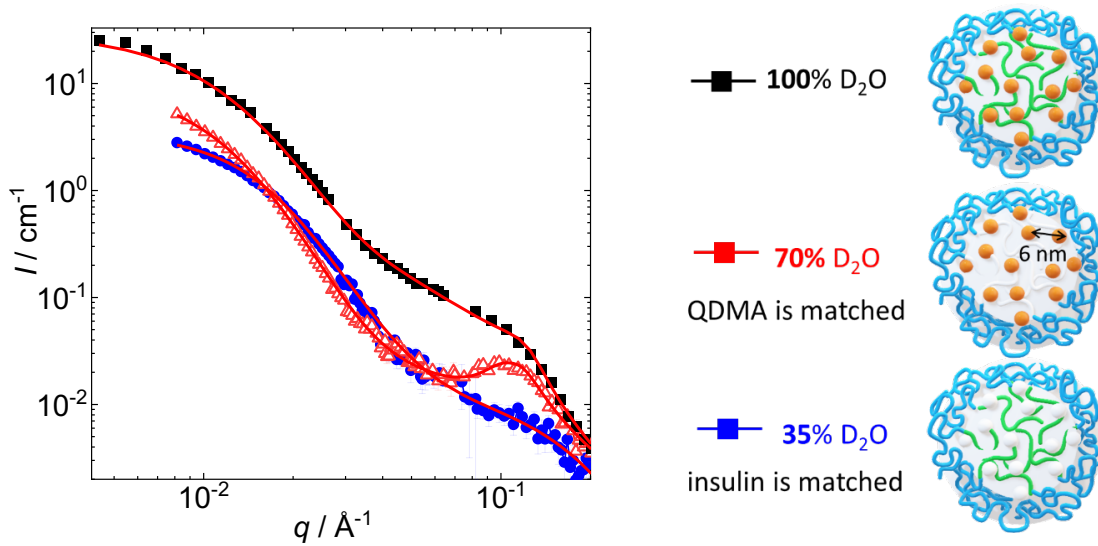 10¹
10⁰
10⁻¹
10⁻²
I / cm⁻¹
10⁻²
10⁻¹
q / Å⁻¹
100% D₂O
70% D₂O
QDMA is matched
6 nm
35% D₂O
insulin is matched